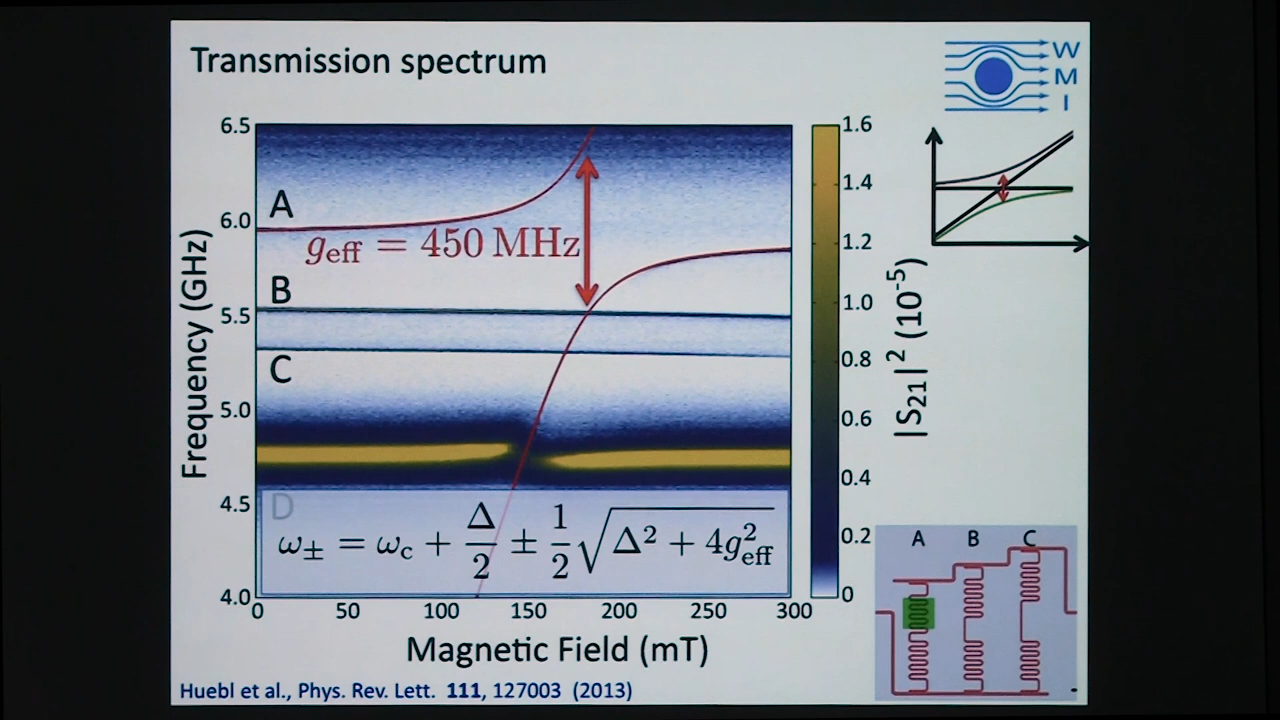 Transmission spectrum
W
M
I
6.5
6.0
5.5
5.0
4.5
4.0
Frequency (GHz)
A
g_eff = 450 MHz
B
C
D
ω± = ω_c + Δ/2 ± 1/2 √(Δ² + 4g²_eff)
0 50 100 150 200 250 300
Magnetic Field (mT)
1.6
1.4
1.2
1.0
0.8
0.6
0.4
0.2
0
|S₂₁|² (10⁻⁵)
A B C
Huebl et al., Phys. Rev. Lett. 111, 127003 (2013)